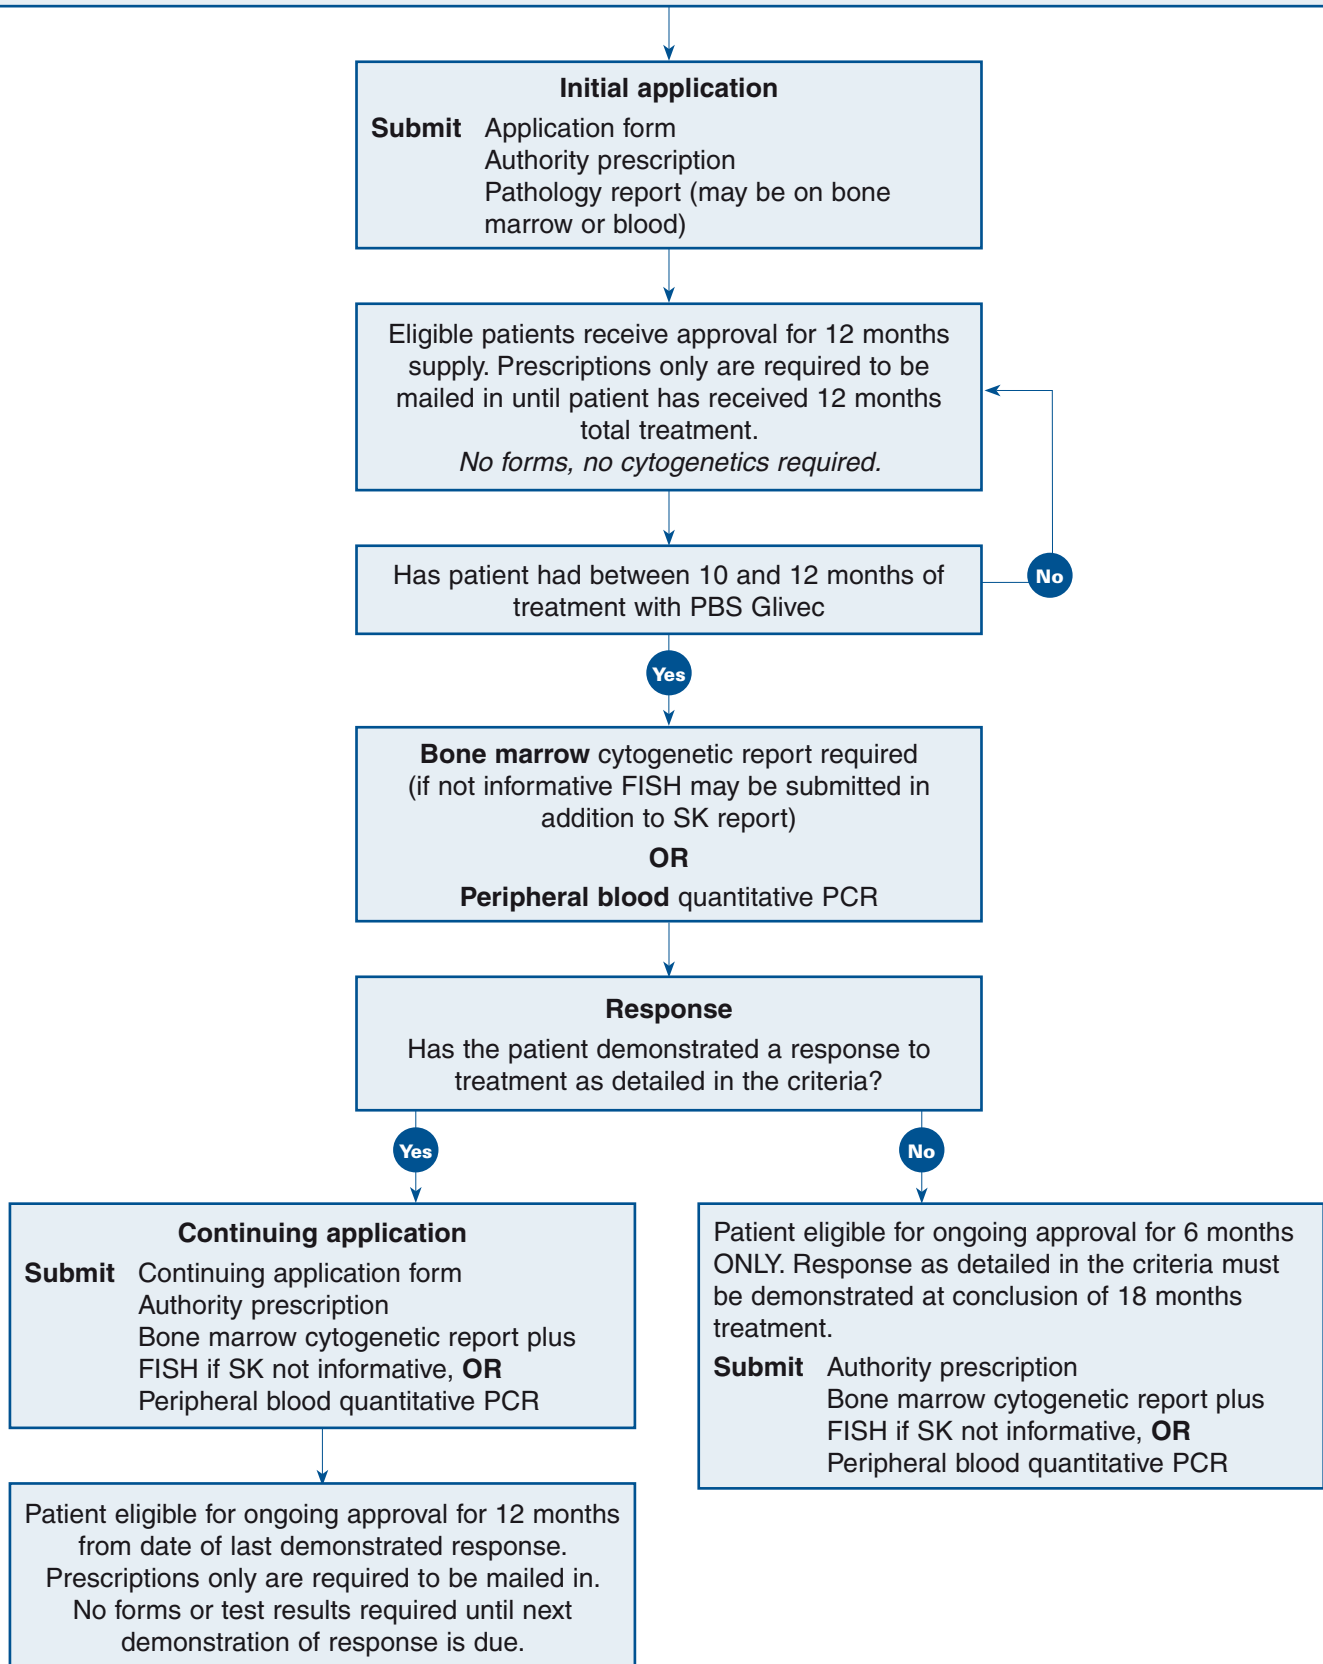 Initial application
Submit Application form
Authority prescription
Pathology report (may be on bone
marrow or blood)
Eligible patients receive approval for 12 months
supply. Prescriptions only are required to be
mailed in until patient has received 12 months
total treatment.
No forms, no cytogenetics required.
Has patient had between 10 and 12 months of
treatment with PBS Glivec
No
Yes
Bone marrow cytogenetic report required
(if not informative FISH may be submitted in
addition to SK report)
OR
Peripheral blood quantitative PCR
Response
Has the patient demonstrated a response to
treatment as detailed in the criteria?
Yes
No
Continuing application
Submit Continuing application form
Authority prescription
Bone marrow cytogenetic report plus
FISH if SK not informative, OR
Peripheral blood quantitative PCR
Patient eligible for ongoing approval for 6 months
ONLY. Response as detailed in the criteria must
be demonstrated at conclusion of 18 months
treatment.
Submit Authority prescription
Bone marrow cytogenetic report plus
FISH if SK not informative, OR
Peripheral blood quantitative PCR
Patient eligible for ongoing approval for 12 months
from date of last demonstrated response.
Prescriptions only are required to be mailed in.
No forms or test results required until next
demonstration of response is due.